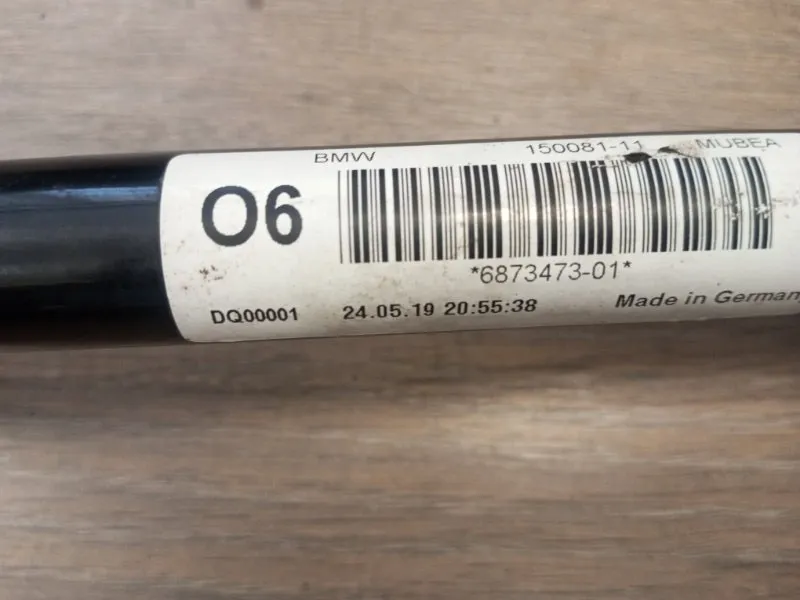 BMW 150081-11 MUBEA
O6
*6873473-01*
DQ00001 24.05.19 20:55:38 Made in German